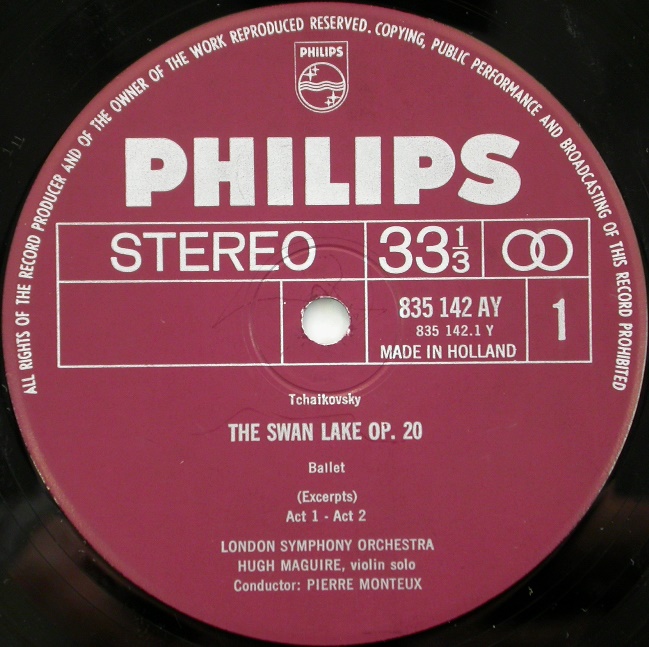 ALL RIGHTS OF THE RECORD PRODUCER AND OF THE OWNER OF THE WORK REPRODUCED RESERVED. COPYING, PUBLIC PERFORMANCE AND BROADCASTING OF THIS RECORD PROHIBITED
PHILIPS
PHILIPS
STEREO 33 1/3
835 142 AY
835 142.1 Y
1
MADE IN HOLLAND
Tchaikovsky
THE SWAN LAKE OP. 20
Ballet
(Excerpts)
Act 1 - Act 2
LONDON SYMPHONY ORCHESTRA
HUGH MAGUIRE, violin solo
Conductor: PIERRE MONTEUX